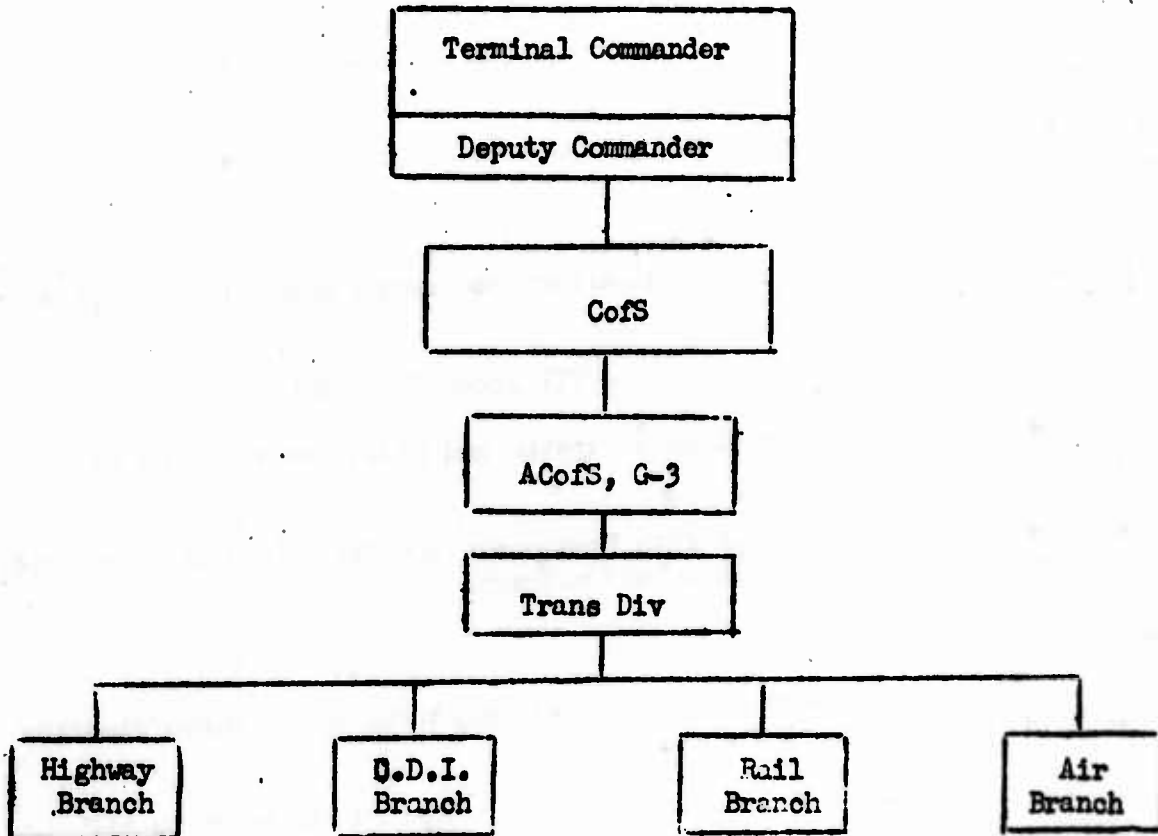 Terminal Commander
Deputy Commander
CofS
ACofS, G-3
Trans Div
Highway
Branch
O.D.I.
Branch
Rail
Branch
Air
Branch